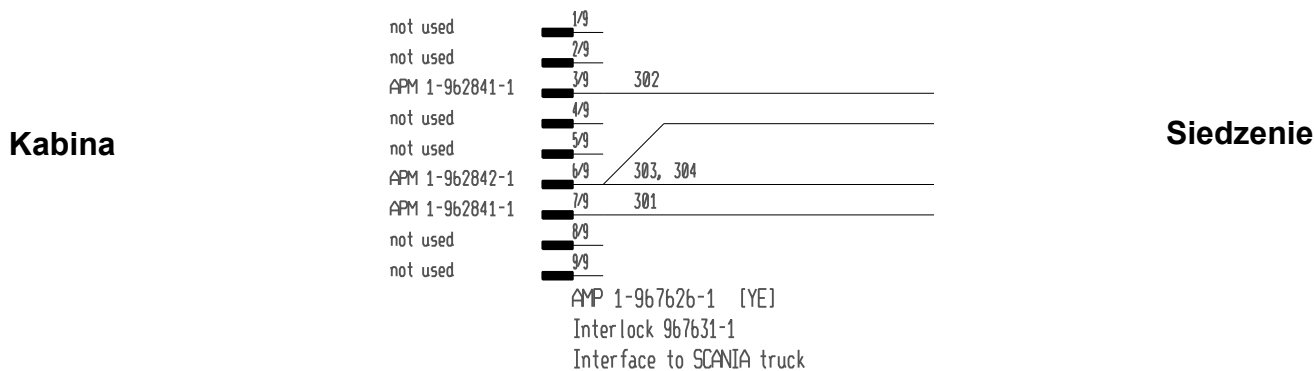 not used 1/9
not used 2/9
APM 1-962841-1 3/9 302
not used 4/9
Kabina
Siedzenie
not used 5/9
APM 1-962842-1 6/9 303, 304
APM 1-962841-1 7/9 301
not used 8/9
not used 9/9
AMP 1-967626-1 [YE]
Interlock 967631-1
Interface to SCANIA truck